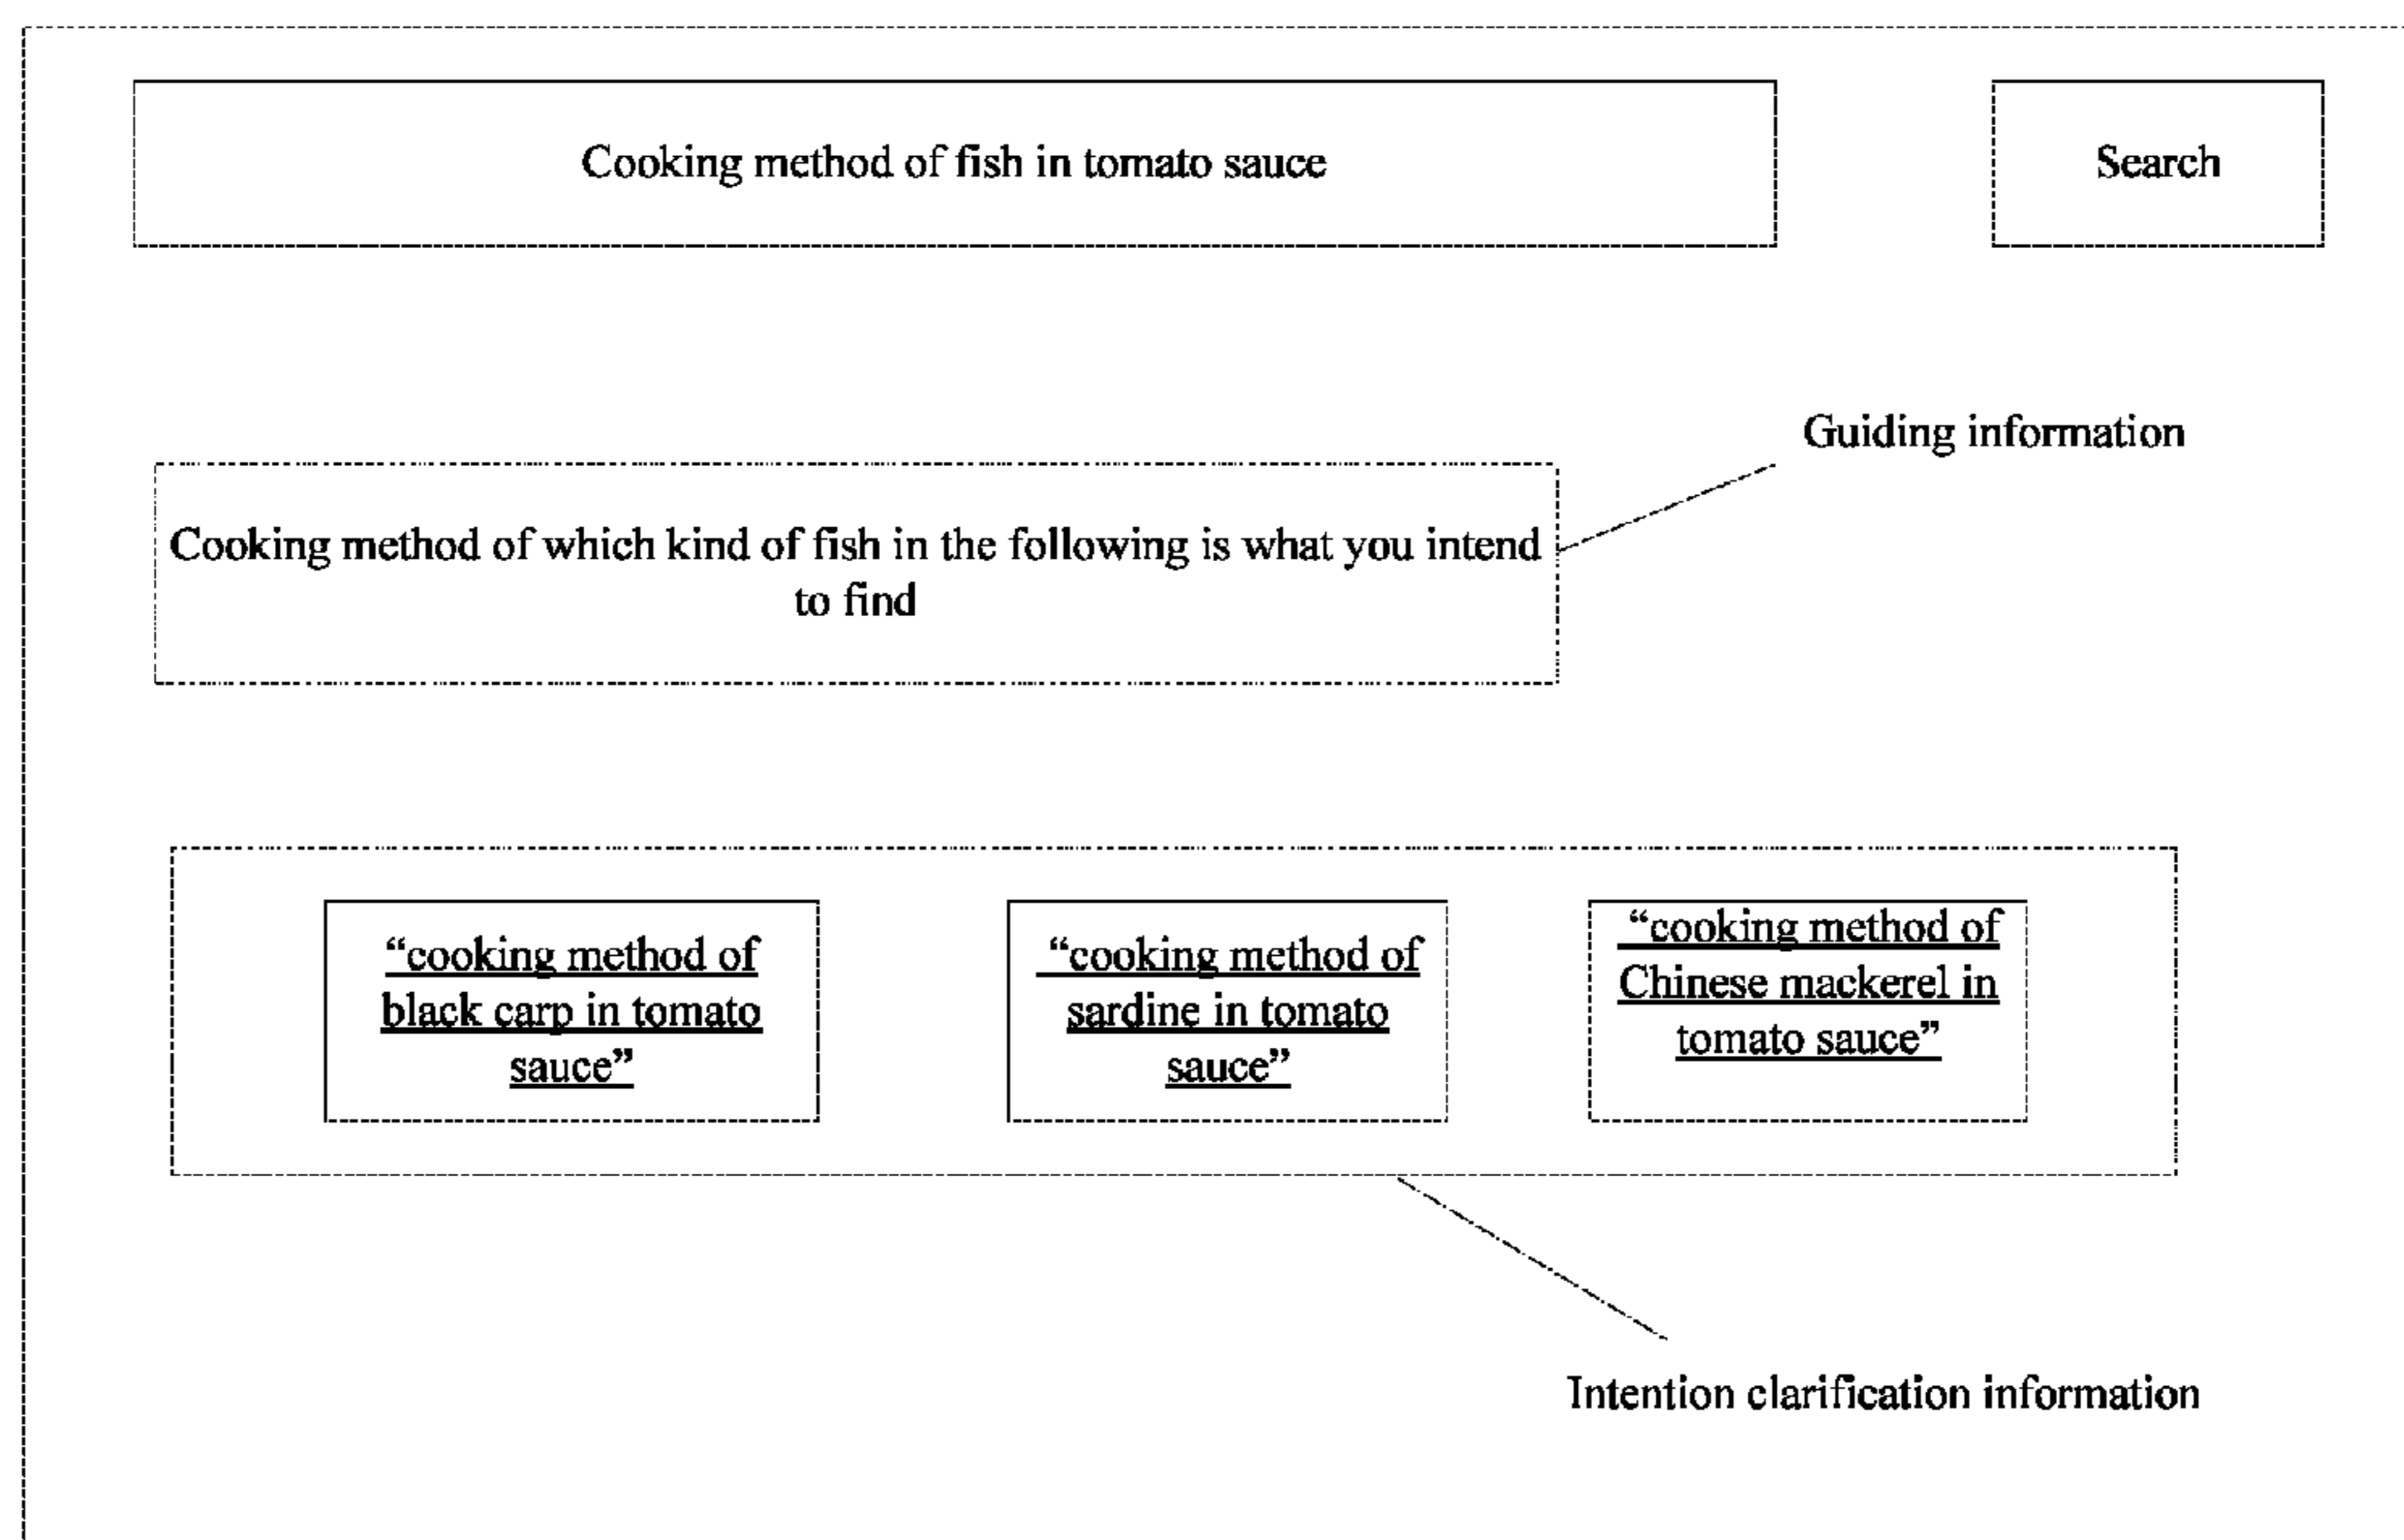 Cooking method of fish in tomato sauce
Search
Guiding information
Cooking method of which kind of fish in the following is what you intend
to find
“cooking method of
black carp in tomato
sauce”
“cooking method of
sardine in tomato
sauce”
“cooking method of
Chinese mackerel in
tomato sauce”
Intention clarification information